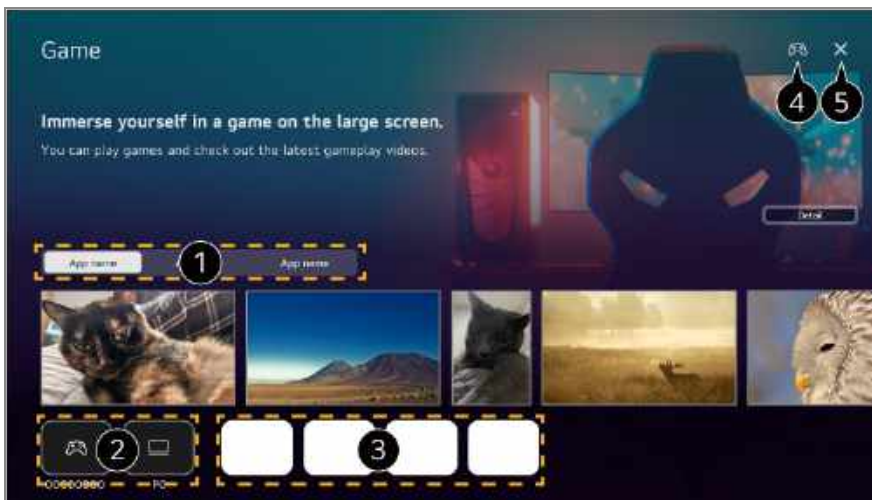 Game
4 5
Immerse yourself in a game on the large screen.
You can play games and check out the latest gameplay videos.
Detail
App name 1 App name
2 3
PC